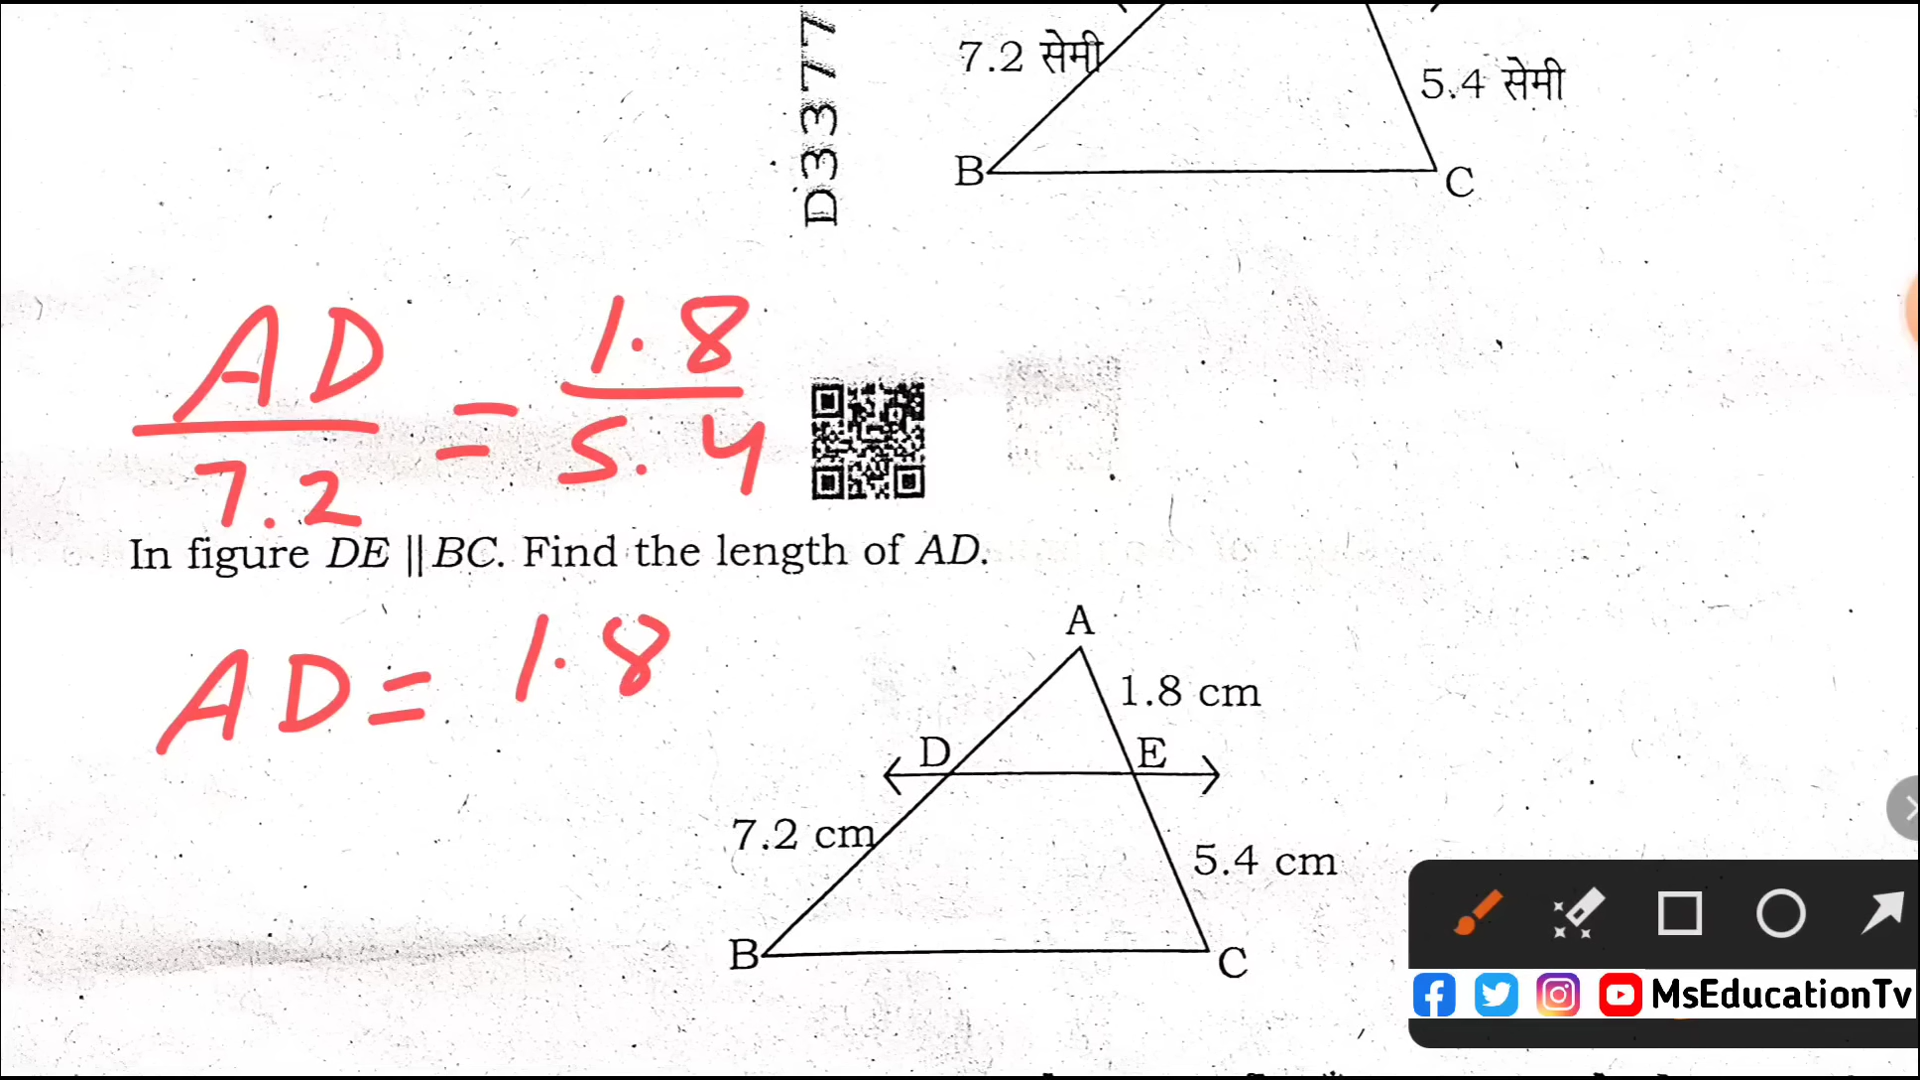 D3377
7.2 सेमी
5.4 सेमी
B
C
AD
7.2
=
1.8
5.4
In figure DE || BC. Find the length of AD.
AD = 1.8
A
1.8 cm
D
E
7.2 cm
5.4 cm
B
C
MsEducationTv